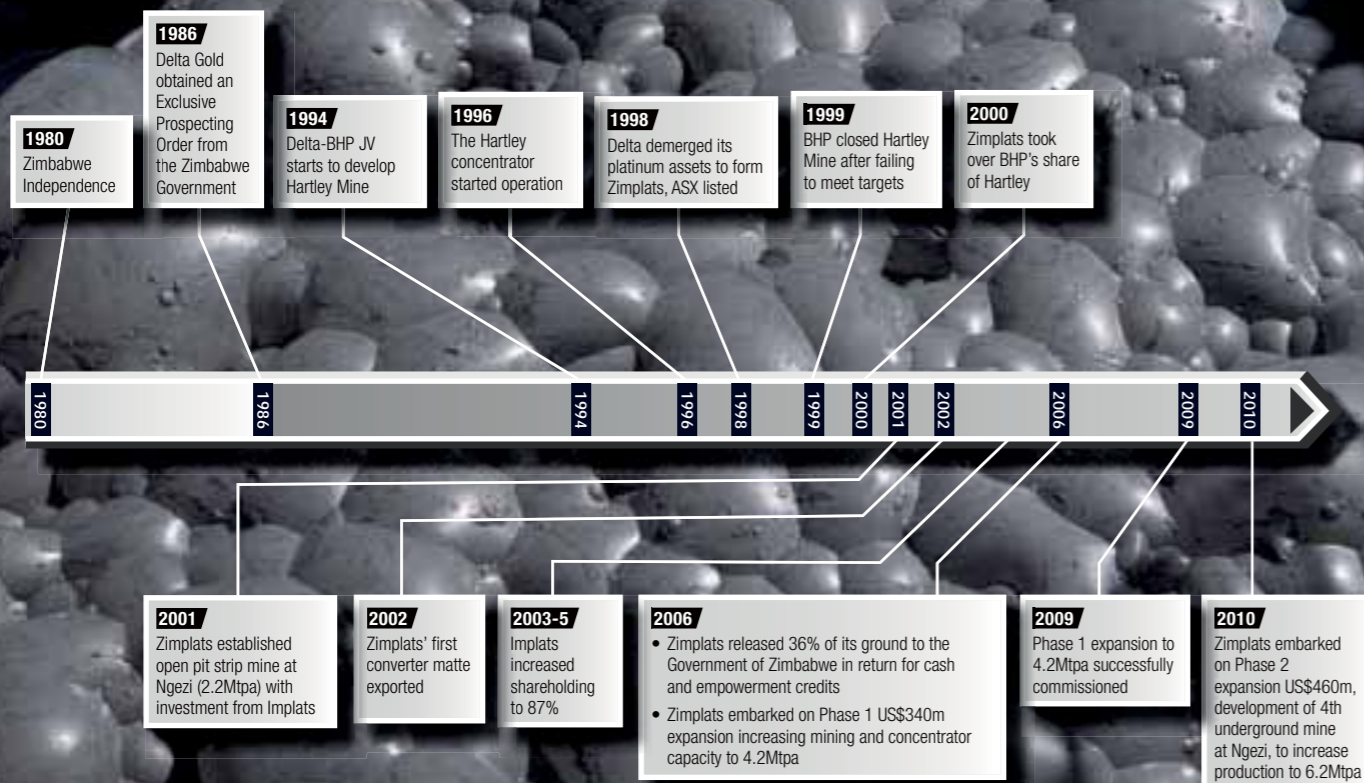 1980
Zimbabwe
Independence
1986
Delta Gold
obtained an
Exclusive
Prospecting
Order from
the Zimbabwe
Government
1994
Delta-BHP JV
starts to develop
Hartley Mine
1996
The Hartley
concentrator
started operation
1998
Delta demerged its
platinum assets to form
Zimplats, ASX listed
1999
BHP closed Hartley
Mine after failing
to meet targets
2000
Zimplats took
over BHP's share
of Hartley
1980
1986
1994
1996
1998
1999
2000
2001
2002
2006
2009
2010
2001
Zimplats established
open pit strip mine at
Ngezi (2.2Mtpa) with
investment from Implats
2002
Zimplats' first
converter matte
exported
2003-5
Implats
increased
shareholding
to 87%
2006
• Zimplats released 36% of its ground to the
Government of Zimbabwe in return for cash
and empowerment credits
• Zimplats embarked on Phase 1 US$340m
expansion increasing mining and concentrator
capacity to 4.2Mtpa
2009
Phase 1 expansion to
4.2Mtpa successfully
commissioned
2010
Zimplats embarked
on Phase 2
expansion US$460m,
development of 4th
underground mine
at Ngezi, to increase
production to 6.2Mtpa